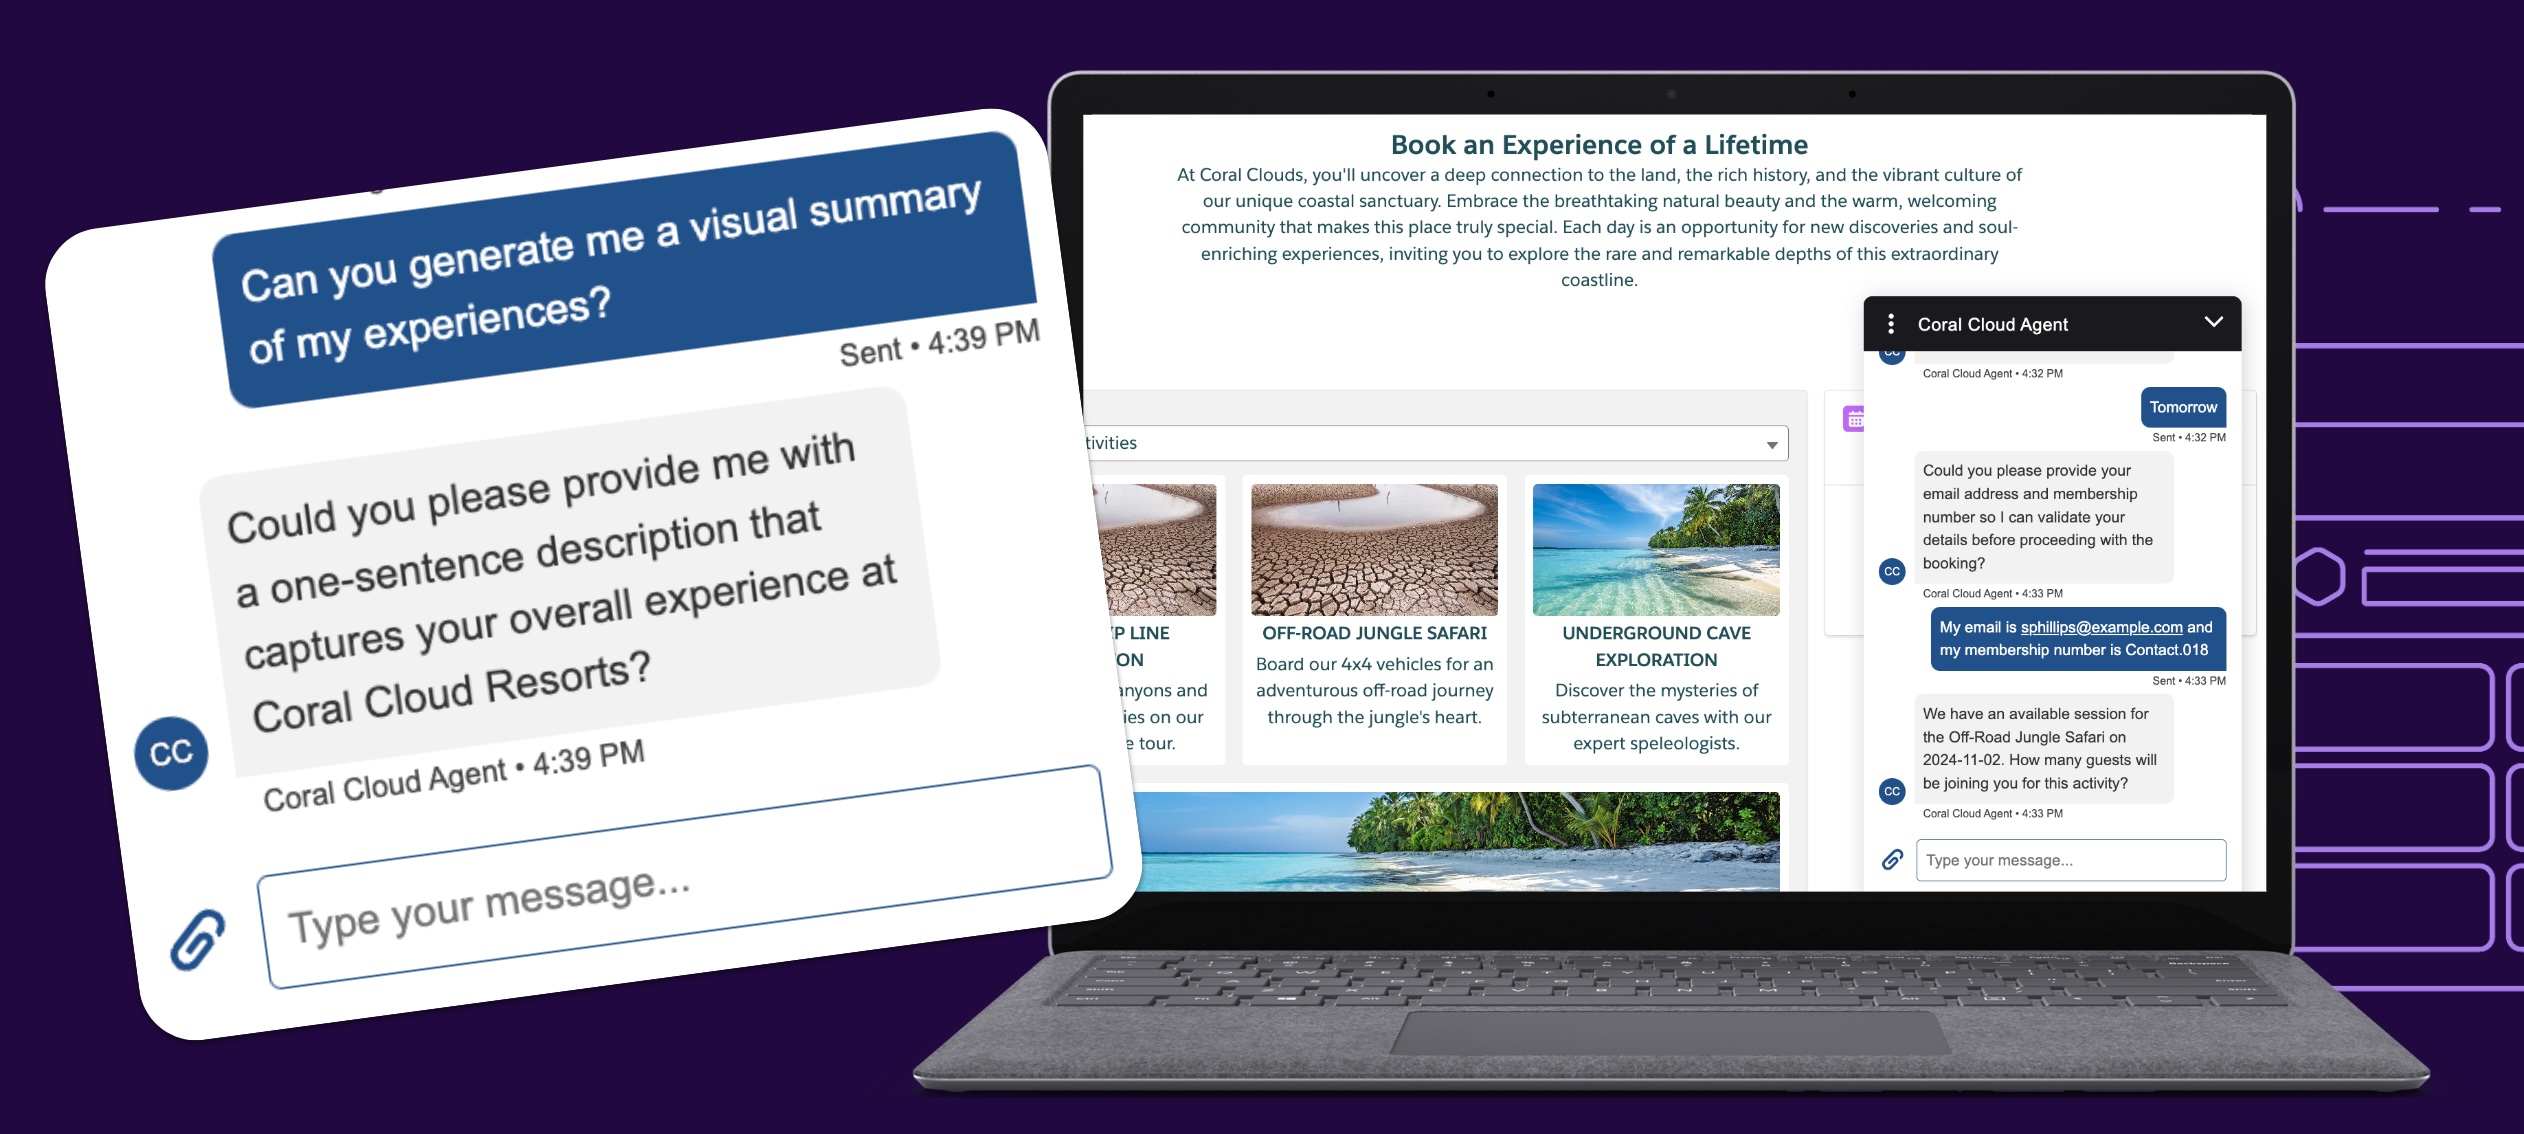 Can you generate me a visual summary
of my experiences?
Sent • 4:39 PM
Could you please provide me with
a one-sentence description that
captures your overall experience at
Coral Cloud Resorts?
CC
Coral Cloud Agent • 4:39 PM
Type your message...
Book an Experience of a Lifetime
At Coral Clouds, you'll uncover a deep connection to the land, the rich history, and the vibrant culture of
our unique coastal sanctuary. Embrace the breathtaking natural beauty and the warm, welcoming
community that makes this place truly special. Each day is an opportunity for new discoveries and soul-
enriching experiences, inviting you to explore the rare and remarkable depths of this extraordinary
coastline.
tivities
P LINE
ON
anyons and
ies on our
e tour.
OFF-ROAD JUNGLE SAFARI
Board our 4x4 vehicles for an
adventurous off-road journey
through the jungle's heart.
UNDERGROUND CAVE
EXPLORATION
Discover the mysteries of
subterranean caves with our
expert speleologists.
Coral Cloud Agent
CC
Coral Cloud Agent • 4:32 PM
Tomorrow
Sent • 4:32 PM
Could you please provide your
email address and membership
number so I can validate your
details before proceeding with the
booking?
CC
Coral Cloud Agent • 4:33 PM
My email is sphillips@example.com and
my membership number is Contact.018
Sent • 4:33 PM
We have an available session for
the Off-Road Jungle Safari on
2024-11-02. How many guests will
be joining you for this activity?
CC
Coral Cloud Agent • 4:33 PM
Type your message...